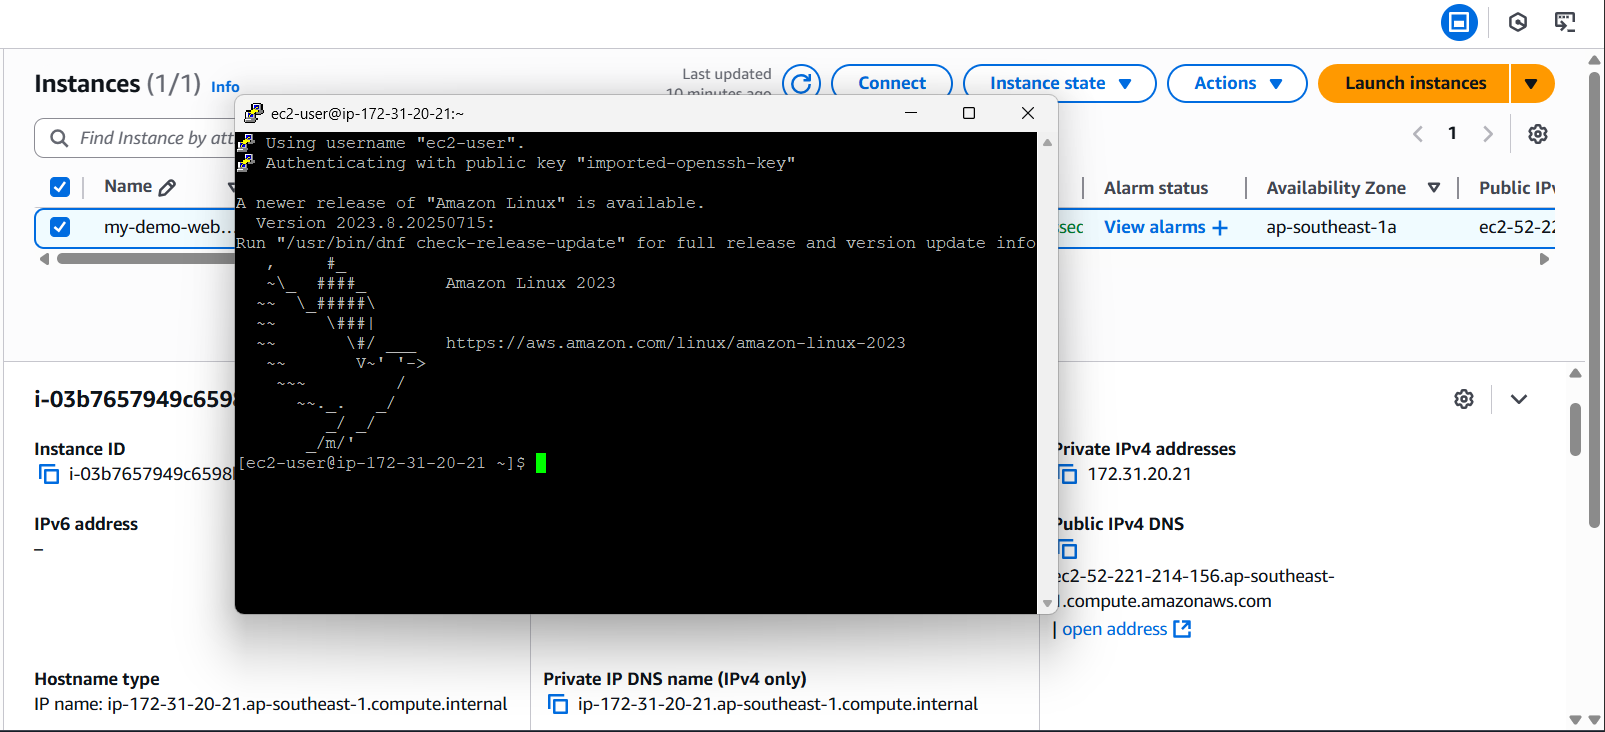 Instances (1/1) Info
Last updated
10 minutes ago
Connect
Instance state
Actions
Launch instances
Find Instance by
1
Name
Alarm status
Availability Zone
Public
my-demo-web...
View alarms +
ap-southeast-1a
ec2-52-22
ec2-user@ip-172-31-20-21:~
Using username "ec2-user".
Authenticating with public key "imported-openssh-key"
A newer release of "Amazon Linux" is available.
Version 2023.8.20250715:
Run "/usr/bin/dnf check-release-update" for full release and version update info
   ,     #_
   ~\_  ####_        Amazon Linux 2023
  ~~  \_#####\
  ~~     \###|
  ~~       \#/ ___   https://aws.amazon.com/linux/amazon-linux-2023
   ~~       V~' '->
    ~~~         /
      ~~._.   _/
         _/ _/
       _/m/'
[ec2-user@ip-172-31-20-21 ~]$
i-03b7657949c6598
Instance ID
i-03b7657949c6598
IPv6 address
–
Private IPv4 addresses
172.31.20.21
Public IPv4 DNS
ec2-52-221-214-156.ap-southeast-
1.compute.amazonaws.com
| open address
Hostname type
IP name: ip-172-31-20-21.ap-southeast-1.compute.internal
Private IP DNS name (IPv4 only)
ip-172-31-20-21.ap-southeast-1.compute.internal